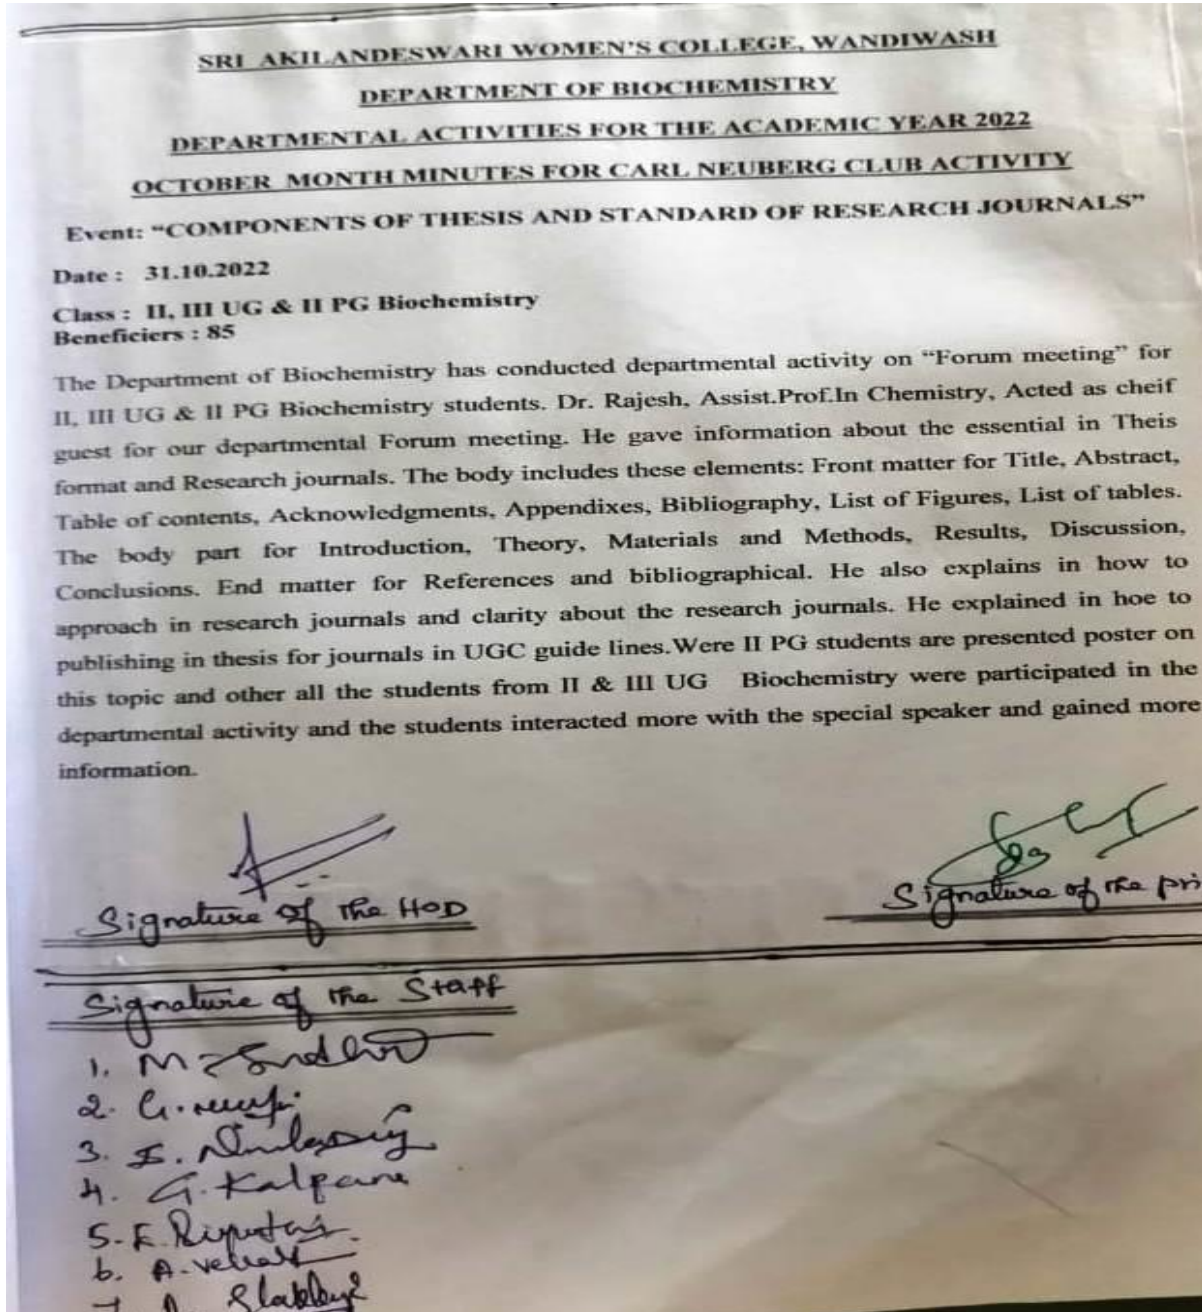 SRI AKILANDESWARI WOMEN'S COLLEGE, WANDIWASH
DEPARTMENT OF BIOCHEMISTRY
DEPARTMENTAL ACTIVITIES FOR THE ACADEMIC YEAR 2022
OCTOBER MONTH MINUTES FOR CARL NEUBERG CLUB ACTIVITY
Event: “COMPONENTS OF THESIS AND STANDARD OF RESEARCH JOURNALS”
Date : 31.10.2022
Class : II, III UG & II PG Biochemistry
Beneficiers : 85
The Department of Biochemistry has conducted departmental activity on “Forum meeting” for
II, III UG & II PG Biochemistry students. Dr. Rajesh, Assist.Prof.In Chemistry, Acted as cheif
guest for our departmental Forum meeting. He gave information about the essential in Theis
format and Research journals. The body includes these elements: Front matter for Title, Abstract,
Table of contents, Acknowledgments, Appendixes, Bibliography, List of Figures, List of tables.
The body part for Introduction, Theory, Materials and Methods, Results, Discussion,
Conclusions. End matter for References and bibliographical. He also explains in how to
approach in research journals and clarity about the research journals. He explained in hoe to
publishing in thesis for journals in UGC guide lines.Were II PG students are presented poster on
this topic and other all the students from II & III UG Biochemistry were participated in the
departmental activity and the students interacted more with the special speaker and gained more
information.
Signature of the HOD
Signature of the pri
Signature of the Staff
1. M
2. G.
3.
4. G. Kalpana
5. E.
6. A.